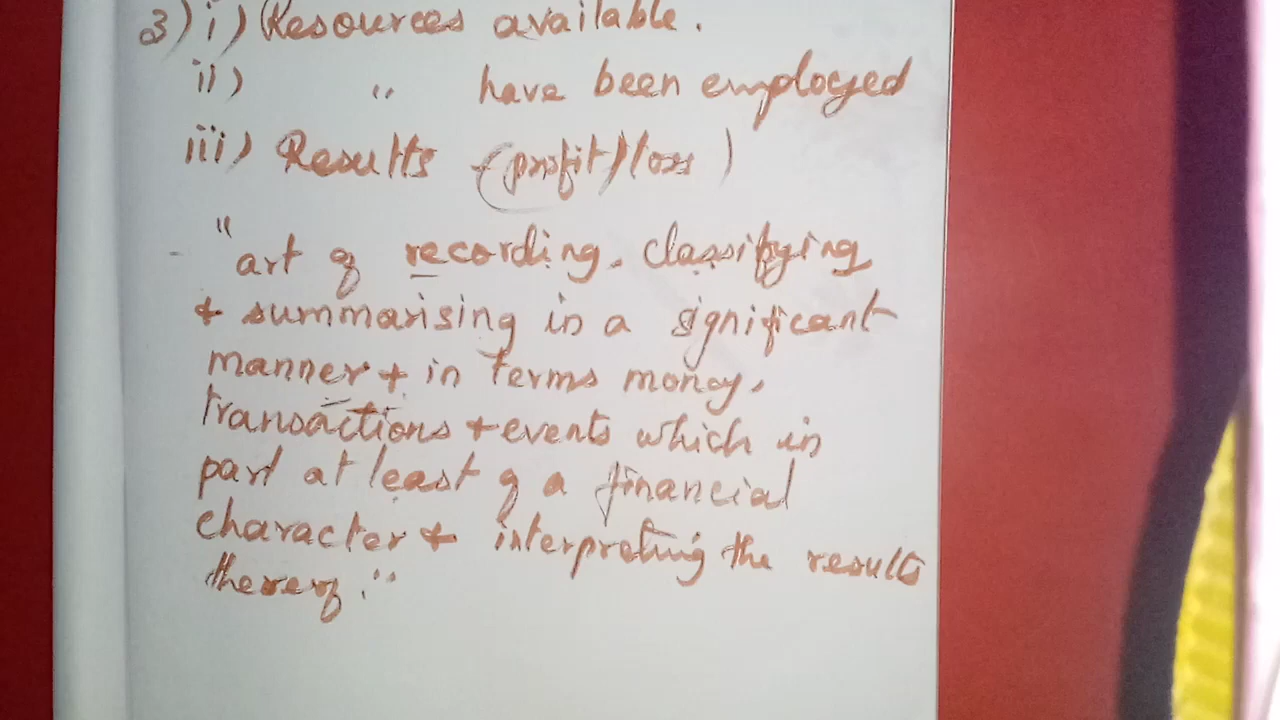 3) i) Resources available.
ii) " have been employed
iii) Results (profit/loss)
"art of recording, classifying
& summarising in a significant
manner & in terms money,
transactions & events which in
part at least of a financial
character & interpreting the results
thereof."